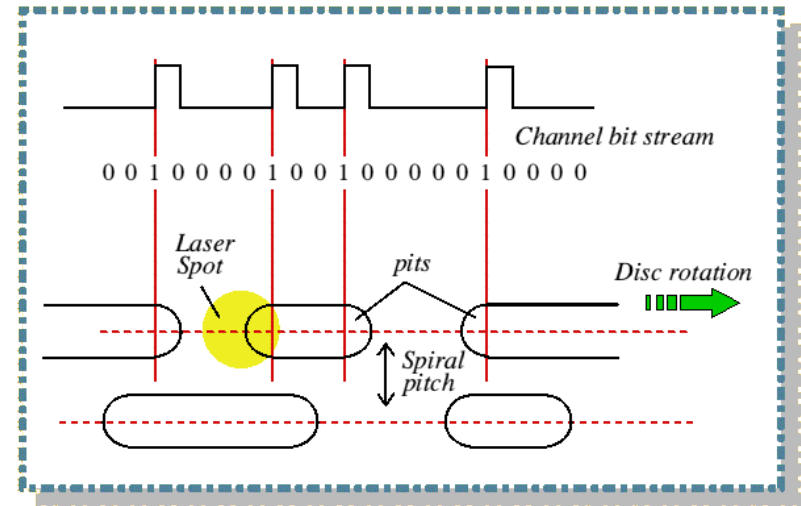 Channel bit stream
0 0 1 0 0 0 0 1 0 0 1 0 0 0 0 0 1 0 0 0 0
Laser
Spot
pits
Disc rotation
Spiral
pitch